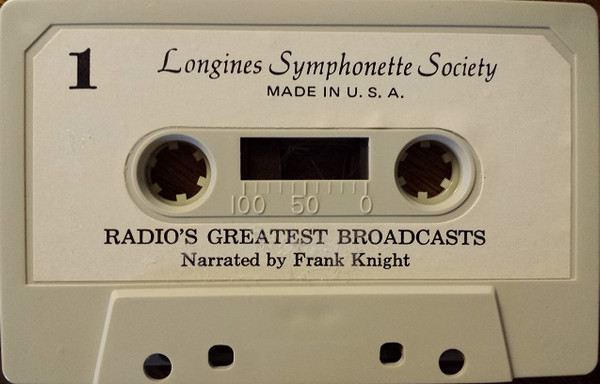 1
Longines Symphonette Society
MADE IN U. S. A.
100 50 0
RADIO'S GREATEST BROADCASTS
Narrated by Frank Knight